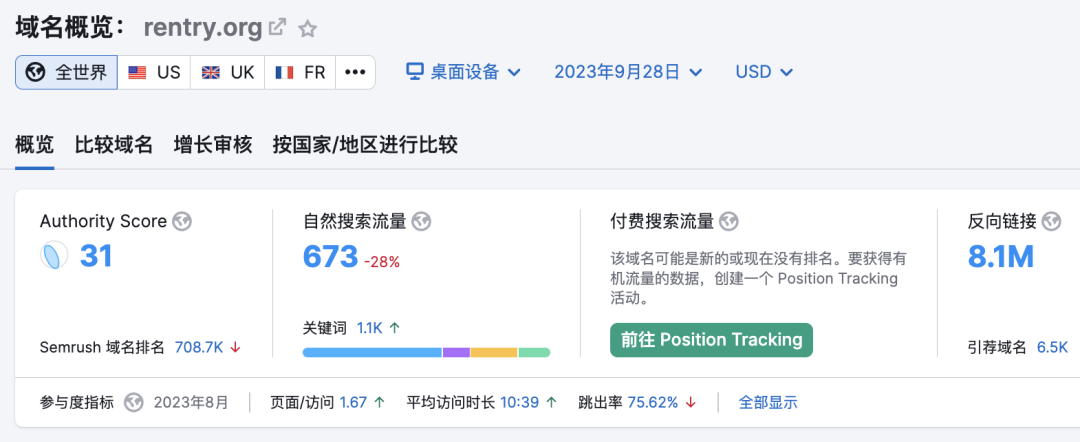 域名概览： rentry.org
全世界 US UK FR ••• 桌面设备 2023年9月28日 USD
概览 比较域名 增长审核 按国家/地区进行比较
Authority Score 自然搜索流量 付费搜索流量 反向链接
31 673 -28% 8.1M
该域名可能是新的或现在没有排名。要获得有
机流量的数据，创建一个 Position Tracking
活动。
关键词 1.1K ↑
前往 Position Tracking
Semrush 域名排名 708.7K ↓ 引荐域名 6.5K
参与度指标 2023年8月 页面/访问 1.67 ↑ 平均访问时长 10:39 ↑ 跳出率 75.62% ↓ 全部显示